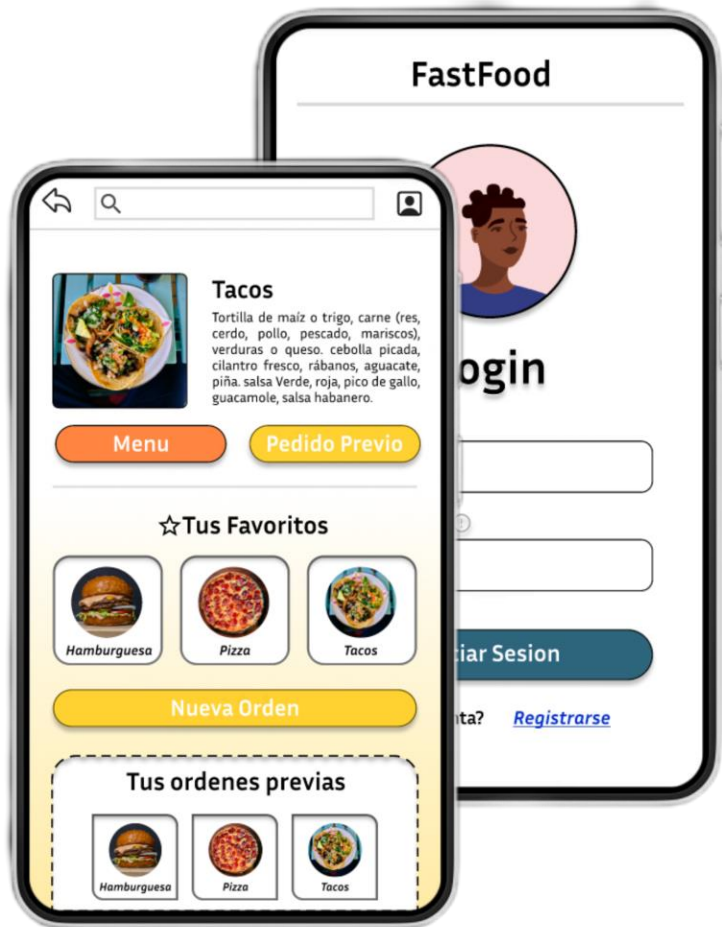 FastFood
ogin
ciar Sesion
nta? Registrarse
Tacos
Tortilla de maíz o trigo, carne (res,
cerdo, pollo, pescado, mariscos),
verduras o queso. cebolla picada,
cilantro fresco, rábanos, aguacate,
piña. salsa Verde, roja, pico de gallo,
guacamole, salsa habanero.
Menu
Pedido Previo
☆Tus Favoritos
Hamburguesa
Pizza
Tacos
Nueva Orden
Tus ordenes previas
Hamburguesa
Pizza
Tacos